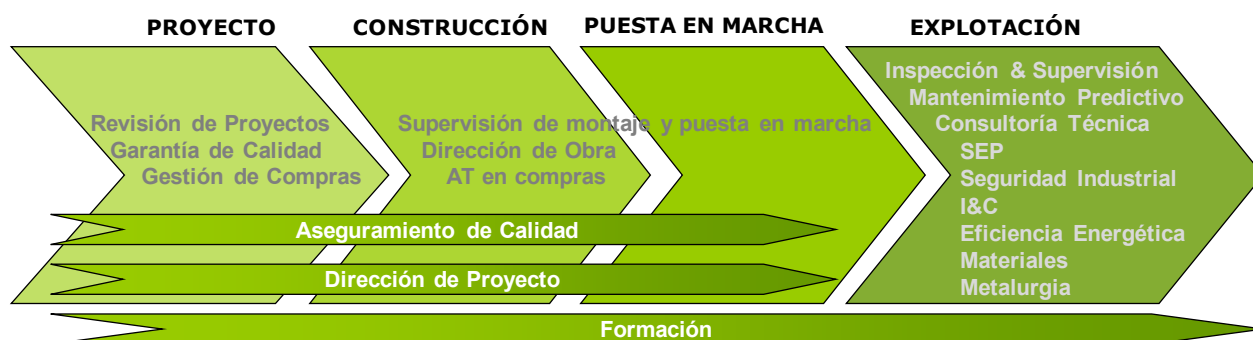 PROYECTO
CONSTRUCCIÓN
PUESTA EN MARCHA
EXPLOTACIÓN
Revisión de Proyectos
Garantía de Calidad
Gestión de Compras
Supervisión de montaje y puesta en marcha
Dirección de Obra
AT en compras
Inspección & Supervisión
Mantenimiento Predictivo
Consultoría Técnica
SEP
Seguridad Industrial
I&C
Eficiencia Energética
Materiales
Metalurgia
Aseguramiento de Calidad
Dirección de Proyecto
Formación